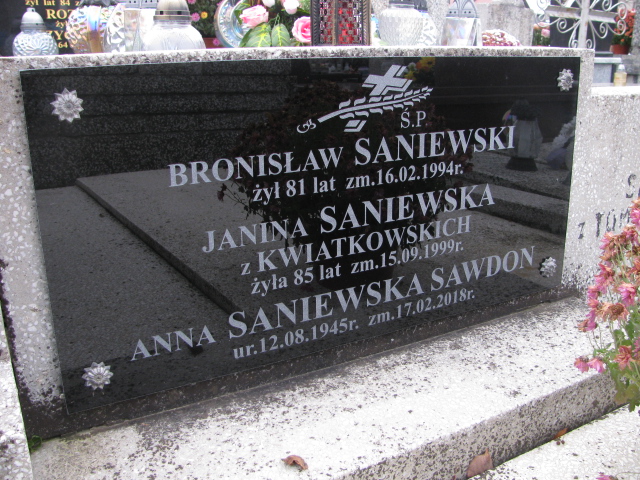 Ś.P
BRONISŁAW SANIEWSKI
żył 81 lat zm.16.02.1994r.
JANINA SANIEWSKA
z KWIATKOWSKICH
żyła 85 lat zm.15.09.1999r.
ANNA SANIEWSKA SAWDON
ur.12.08.1945r. zm.17.02.2018r.